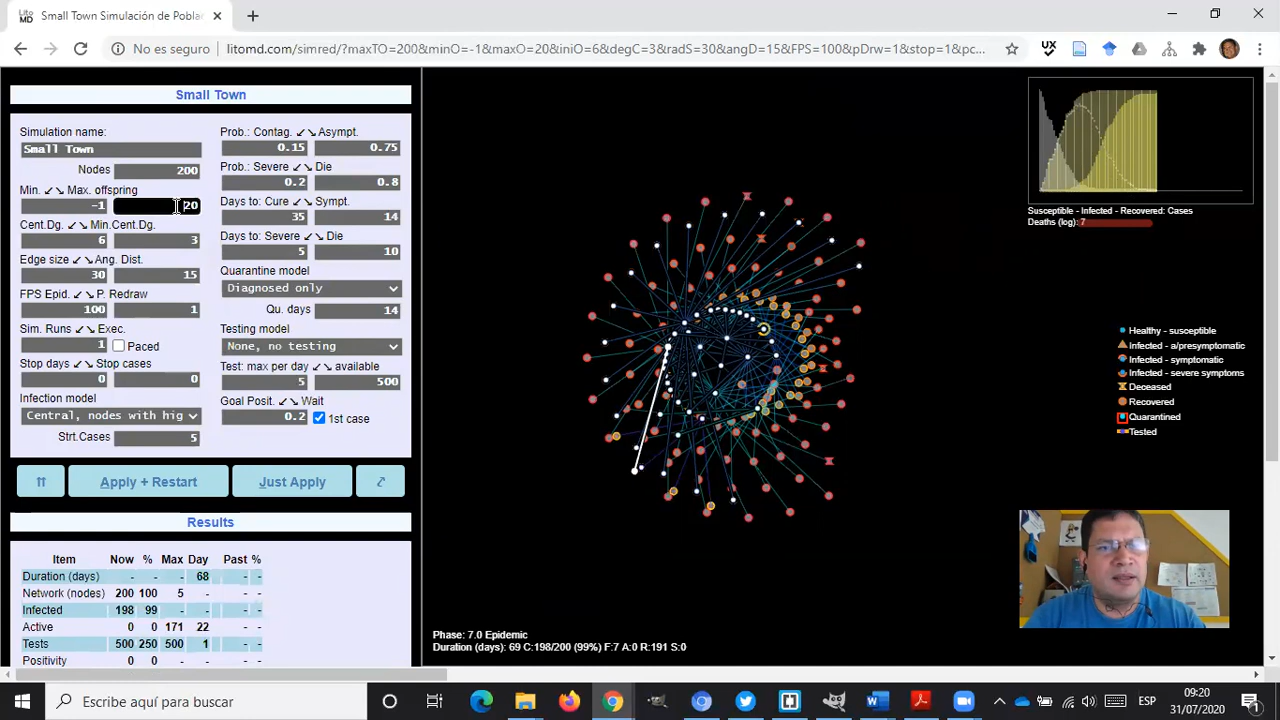 Lito
MD
Small Town Simulación de Poblac
No es seguro
litomd.com/simred/?maxTO=200&minO=-1&maxO=20&iniO=6&degC=3&radS=30&angD=15&FPS=100&pDrw=1&stop=1&pc...
UX
Small Town
Simulation name:
Small Town
Nodes 200
Min. ↙↘ Max. offspring
-1 20
Cent.Dg. ↙↘ Min.Cent.Dg.
6 3
Edge size ↙↘ Ang. Dist.
30 15
FPS Epid. ↙↘ P. Redraw
100 1
Sim. Runs ↙↘ Exec.
1 Paced
Stop days ↙↘ Stop cases
0 0
Infection model
Central, nodes with hig
Strt.Cases 5
Prob.: Contag. ↙↘ Asympt.
0.15 0.75
Prob.: Severe ↙↘ Die
0.2 0.8
Days to: Cure ↙↘ Sympt.
35 14
Days to: Severe ↙↘ Die
5 10
Quarantine model
Diagnosed only
Qu. days 14
Testing model
None, no testing
Test: max per day ↙↘ available
5 500
Goal Posit. ↙↘ Wait
0.2 1st case
⇈ Apply + Restart Just Apply ⤢
Results
Item Now % Max Day Past %
Duration (days) - - - 68 - -
Network (nodes) 200 100 5 - -
Infected 198 99 - - - -
Active 0 0 171 22 - -
Tests 500 250 500 1 - -
Positivity 0 0 - -
Susceptible - Infected - Recovered: Cases
Deaths (log): 7
Healthy - susceptible
Infected - a/presymptomatic
Infected - symptomatic
Infected - severe symptoms
Deceased
Recovered
Quarantined
Tested
Phase: 7.0 Epidemic
Duration (days): 69 C:198/200 (99%) F:7 A:0 R:191 S:0
Escribe aquí para buscar
ESP
09:20
31/07/2020
1